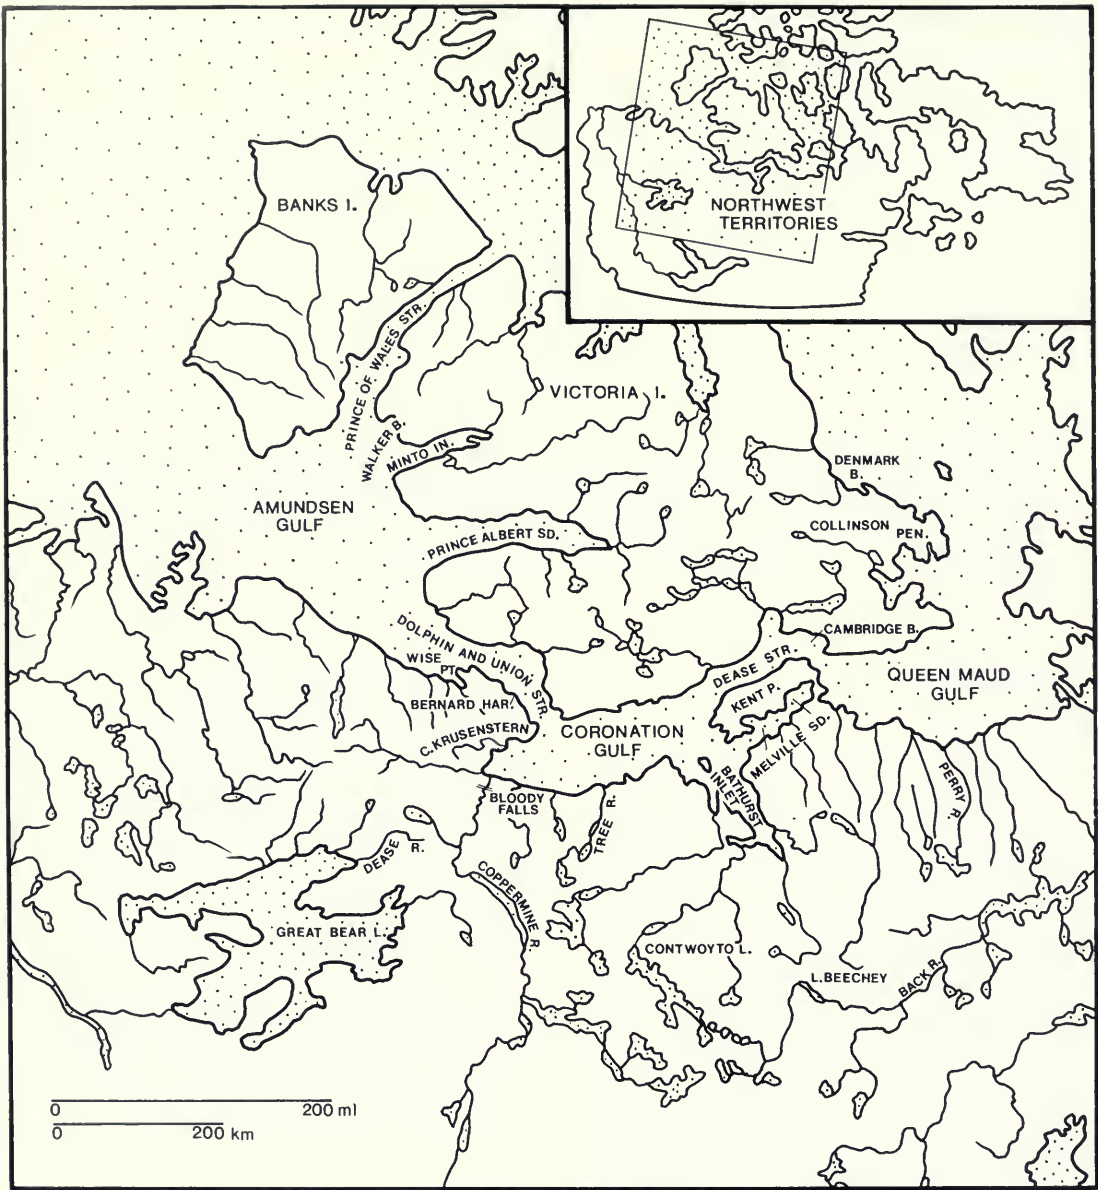 BANKS I.
NORTHWEST
TERRITORIES
PRINCE OF WALES STR.
VICTORIA I.
WALKER B.
MINTO IN.
DENMARK
B.
AMUNDSEN
GULF
COLLINSON
PEN.
PRINCE ALBERT SD.
DOLPHIN AND UNION STR.
CAMBRIDGE B.
WISE
PT.
DEASE STR.
QUEEN MAUD
GULF
KENT P.
BERNARD HAR.
C. KRUSENSTERN
CORONATION
GULF
MELVILLE SD.
BATHURST
INLET
PERRY R.
BLOODY
FALLS
TREE R.
DEASE R.
COPPERMINE R.
GREAT BEAR L.
CONTWOYTO L.
L. BEECHEY
BACK R.
0 200 ml
0 200 km